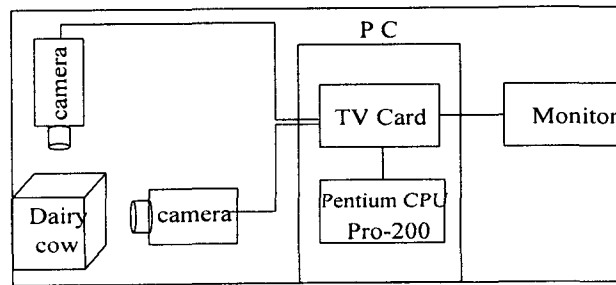 P C
camera
TV Card
Monitor
Dairy
cow
camera
Pentium CPU
Pro-200